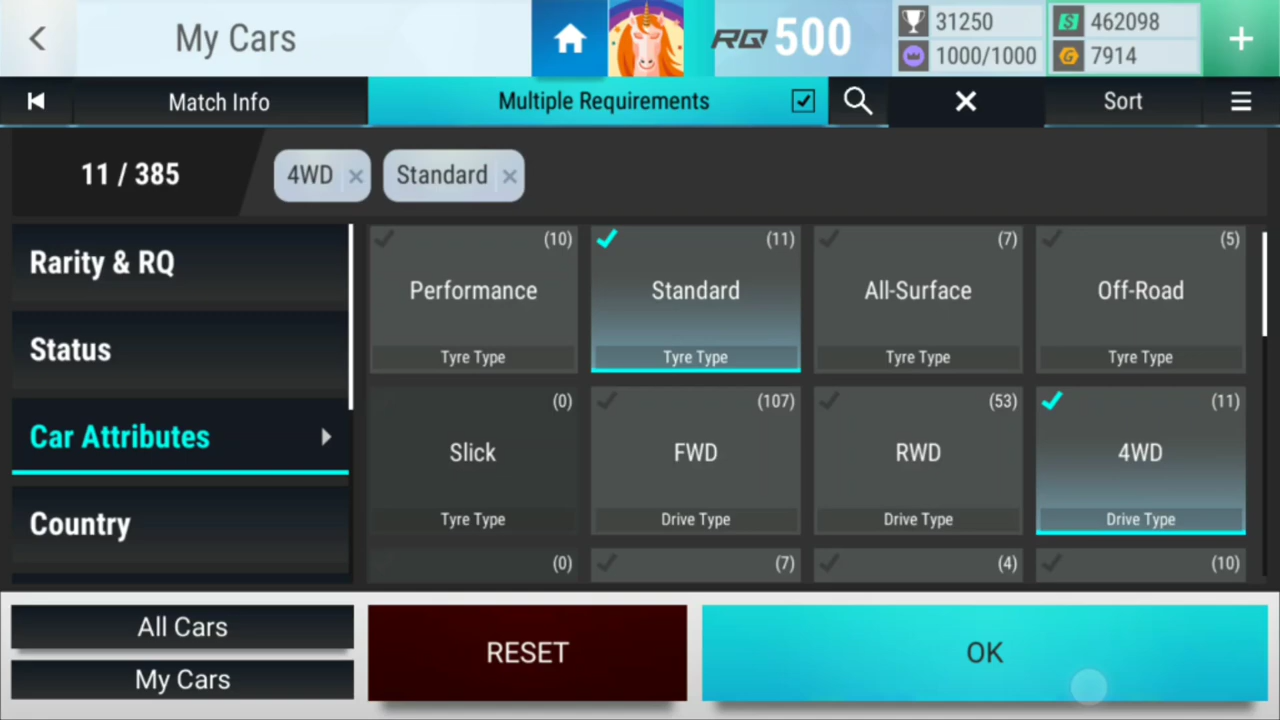 My Cars
RQ 500
31250
1000/1000
462098
7914
+
Match Info
Multiple Requirements
Sort
11 / 385
4WD ×
Standard ×
Rarity & RQ
Status
Car Attributes
Country
(10)
Performance
Tyre Type
(11)
Standard
Tyre Type
(7)
All-Surface
Tyre Type
(5)
Off-Road
Tyre Type
(0)
Slick
Tyre Type
(107)
FWD
Drive Type
(53)
RWD
Drive Type
(11)
4WD
Drive Type
(0)
(7)
(4)
(10)
All Cars
My Cars
RESET
OK